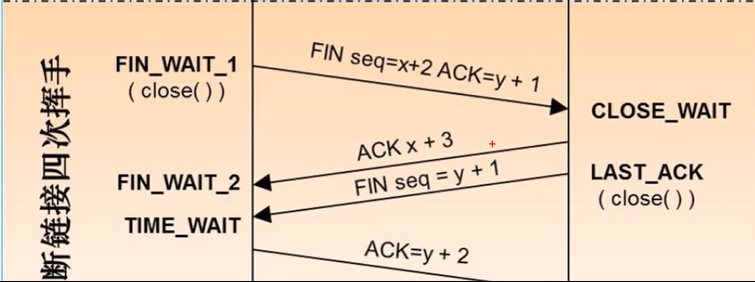 断链接四次挥手
FIN_WAIT_1
( close( ) )
FIN seq=x+2 ACK=y + 1
CLOSE_WAIT
ACK x + 3
FIN_WAIT_2
FIN seq = y + 1
LAST_ACK
( close( ) )
TIME_WAIT
ACK=y + 2